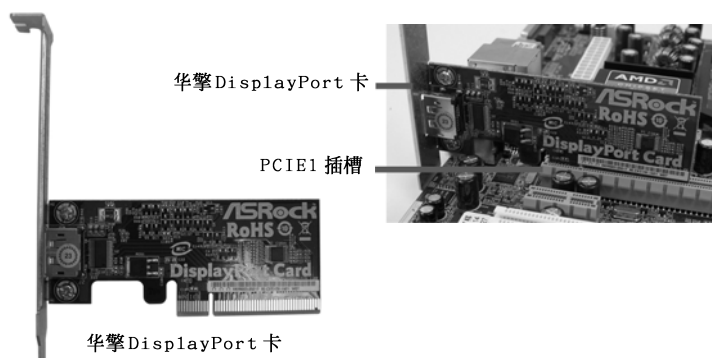 华擎DisplayPort卡
PCIE1 插槽
AMD
ASRock
RoHS
DisplayPort Card
ASRock
RoHS
DisplayPort Card
华擎DisplayPort卡